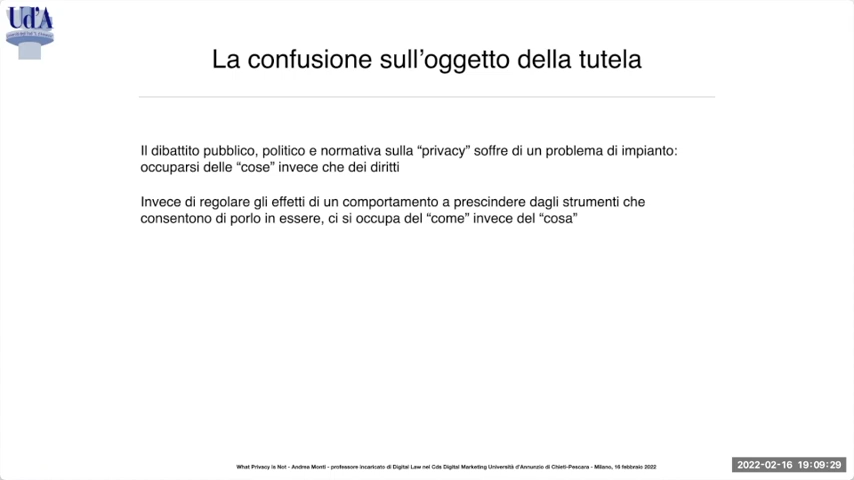 Ud'A
La confusione sull'oggetto della tutela
Il dibattito pubblico, politico e normativa sulla “privacy” soffre di un problema di impianto:
occuparsi delle “cose” invece che dei diritti
Invece di regolare gli effetti di un comportamento a prescindere dagli strumenti che
consentono di porlo in essere, ci si occupa del “come” invece del “cosa”
What Privacy Is Not - Andrea Monti - professore incaricato di Digital Law nel Cds Digital Marketing Università d'Annunzio di Chieti-Pescara - Milano, 16 febbraio 2022
2022-02-16 19:09:29